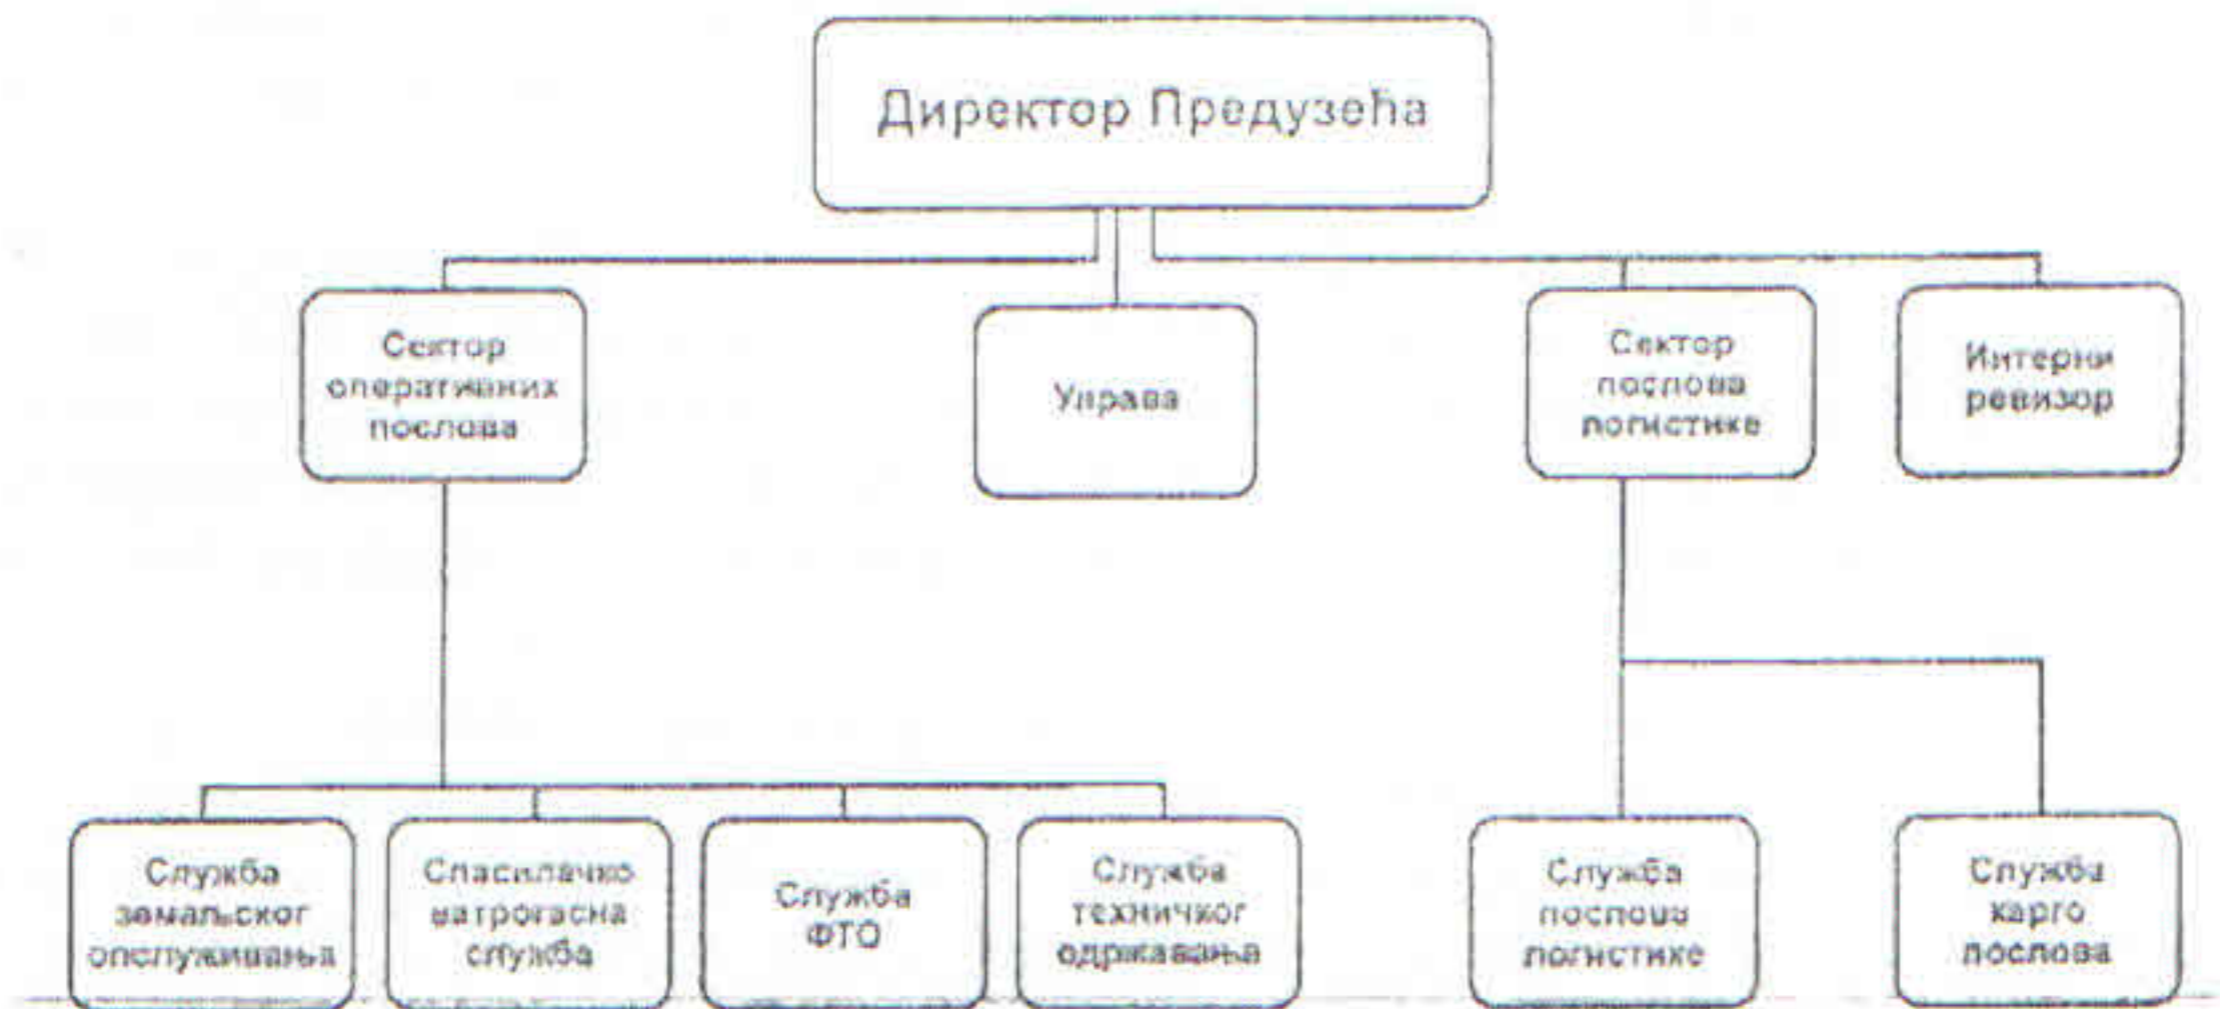 Директор Предузећа
Сектор
оперативних
послова
Управа
Сектор
послова
логистике
Интерни
ревизор
Служба
земаљског
опслуживања
Спасилачко
ватрогасна
служба
Служба
ФТО
Служба
техничког
одржавања
Служба
послова
логистике
Служба
карго
послова